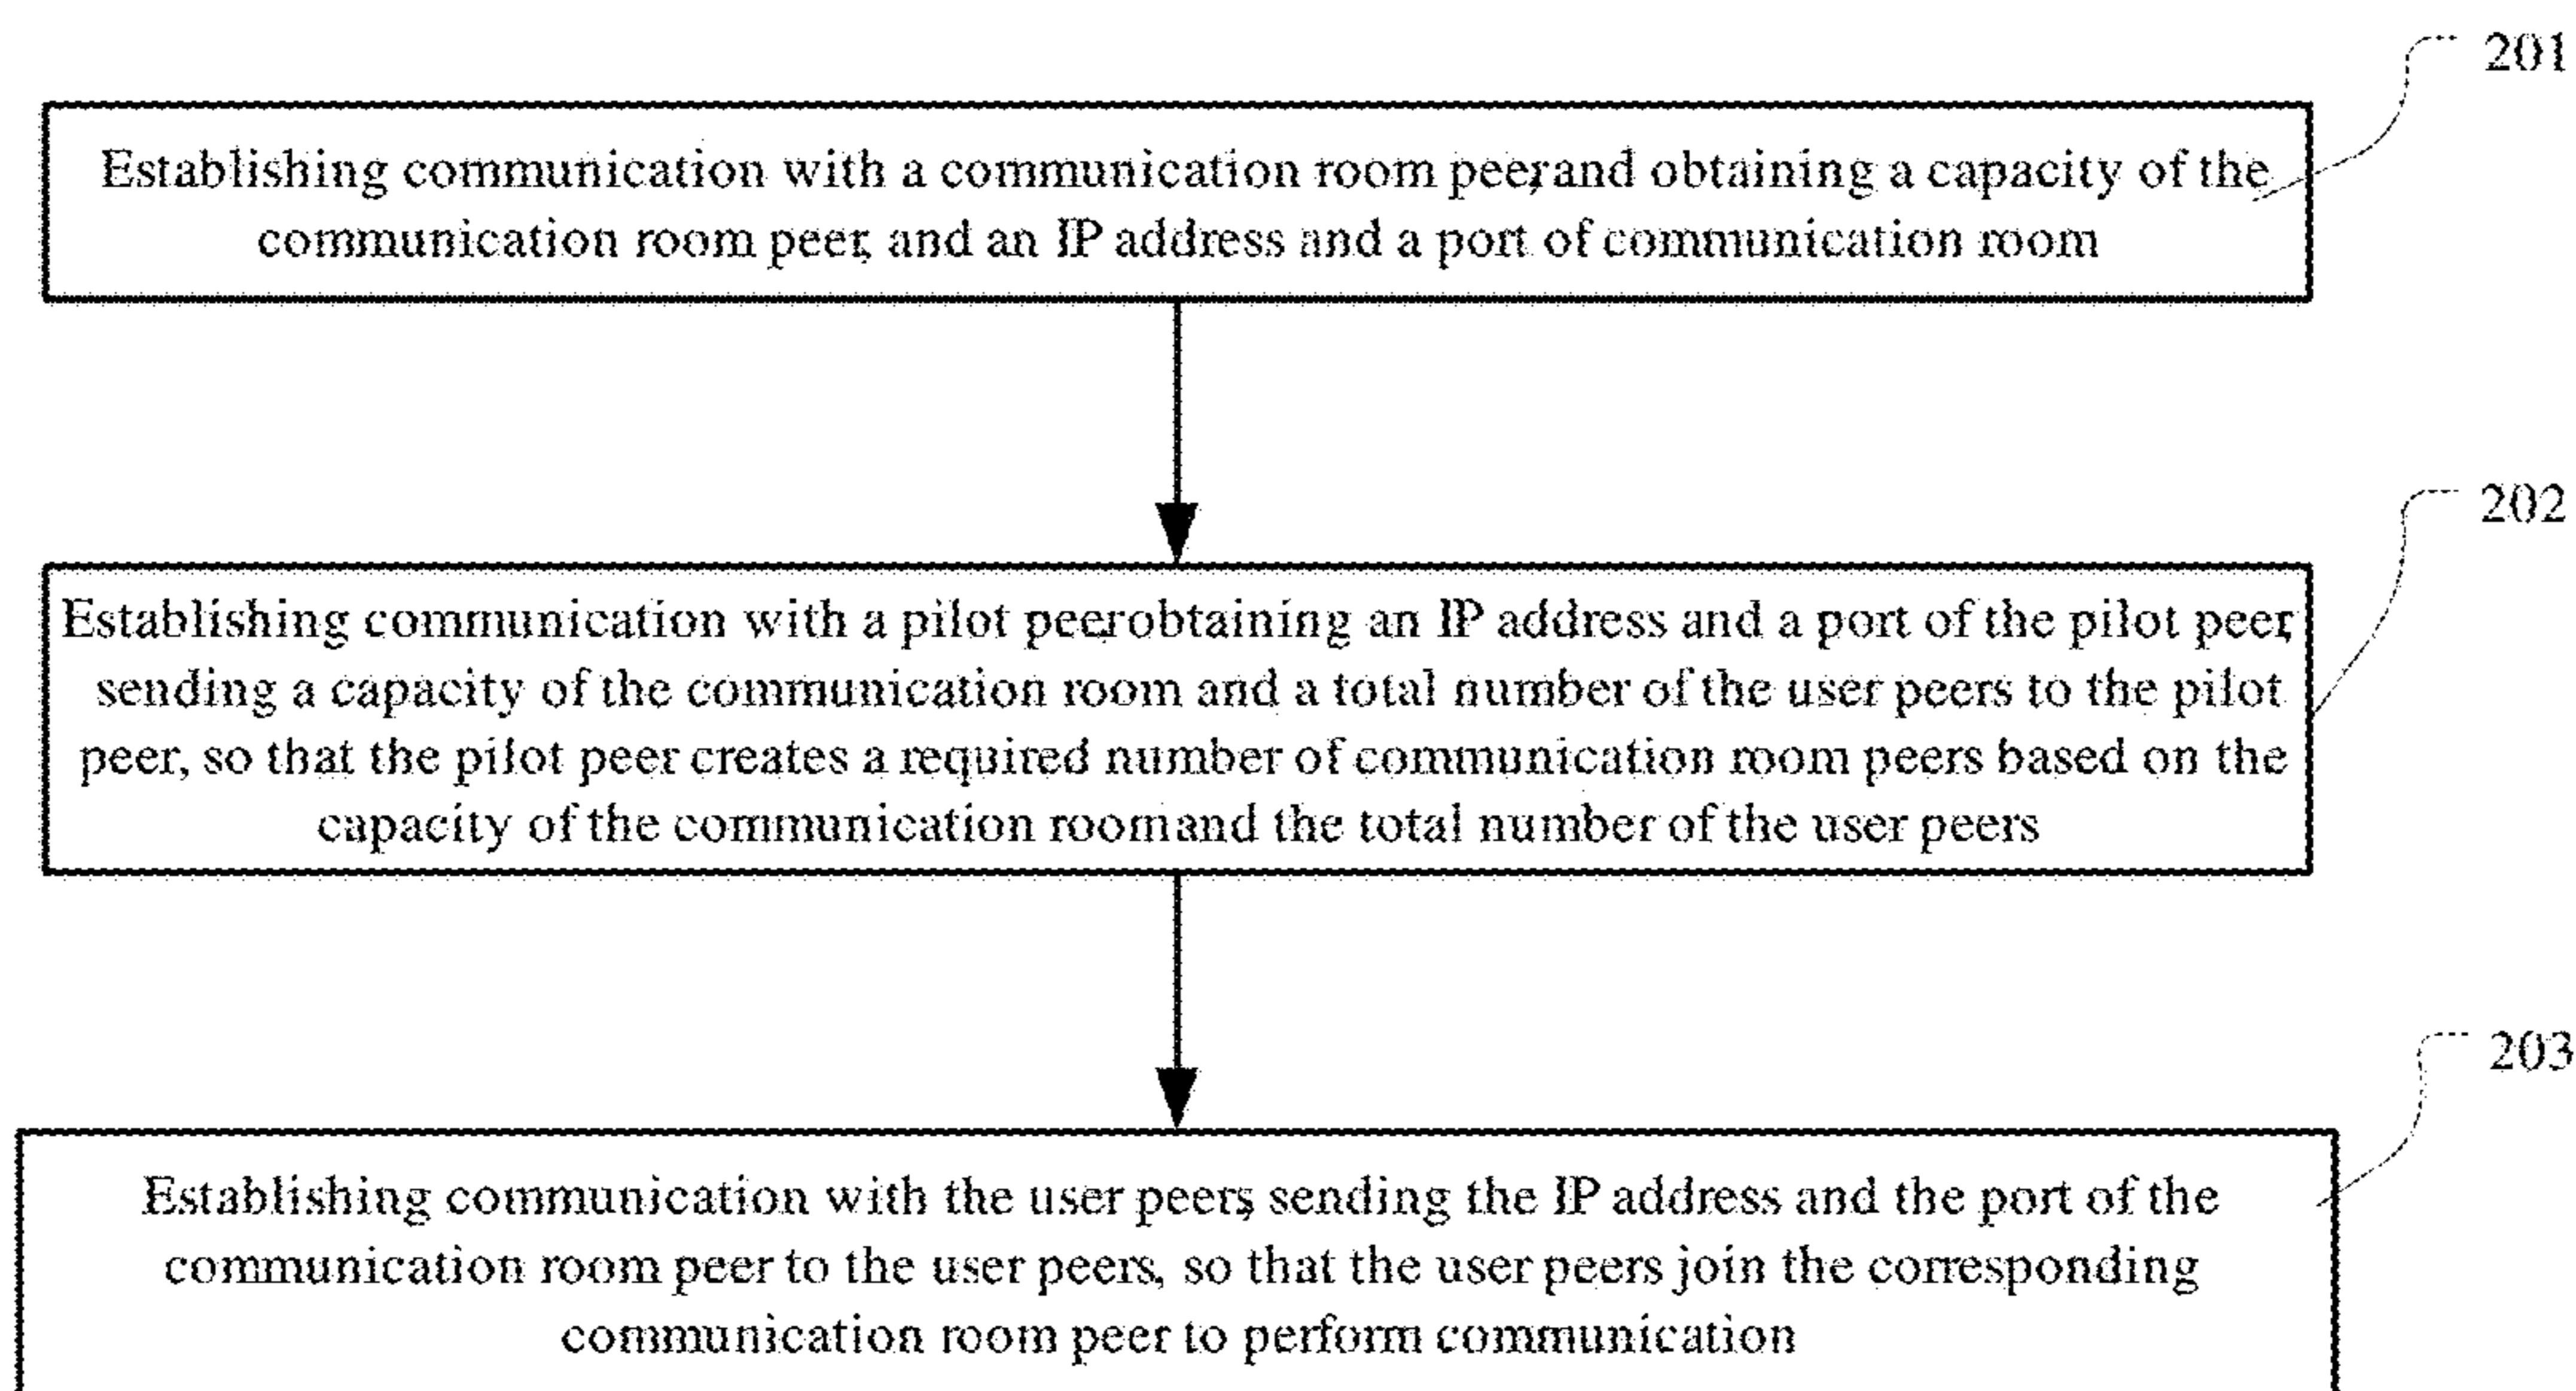 201
Establishing communication with a communication room peer, and obtaining a capacity of the
communication room peer, and an IP address and a port of communication room
202
Establishing communication with a pilot peer, obtaining an IP address and a port of the pilot peer,
sending a capacity of the communication room and a total number of the user peers to the pilot
peer, so that the pilot peer creates a required number of communication room peers based on the
capacity of the communication room and the total number of the user peers
203
Establishing communication with the user peers, sending the IP address and the port of the
communication room peer to the user peers, so that the user peers join the corresponding
communication room peer to perform communication